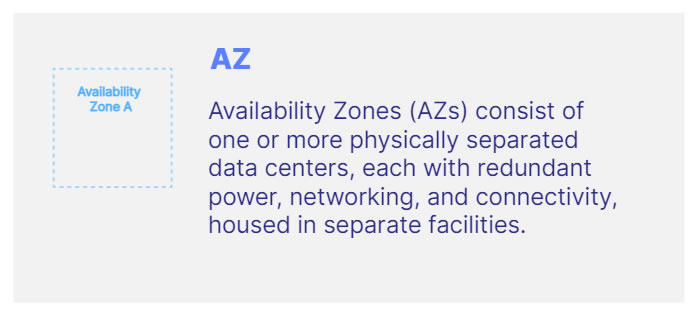 Availability
Zone A
AZ
Availability Zones (AZs) consist of
one or more physically separated
data centers, each with redundant
power, networking, and connectivity,
housed in separate facilities.